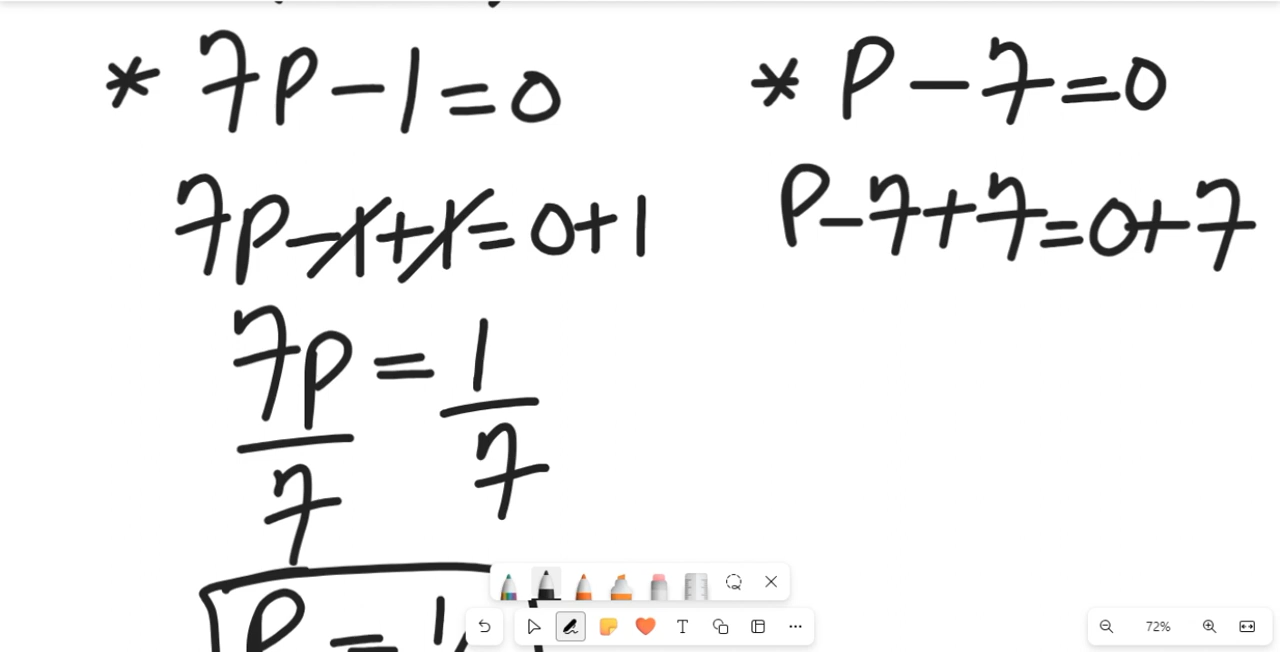 * 7P - 1 = 0
7P - 1 + 1 = 0 + 1
7P/7 = 1/7
P = 1/
* P - 7 = 0
P - 7 + 7 = 0 + 7
T
72%